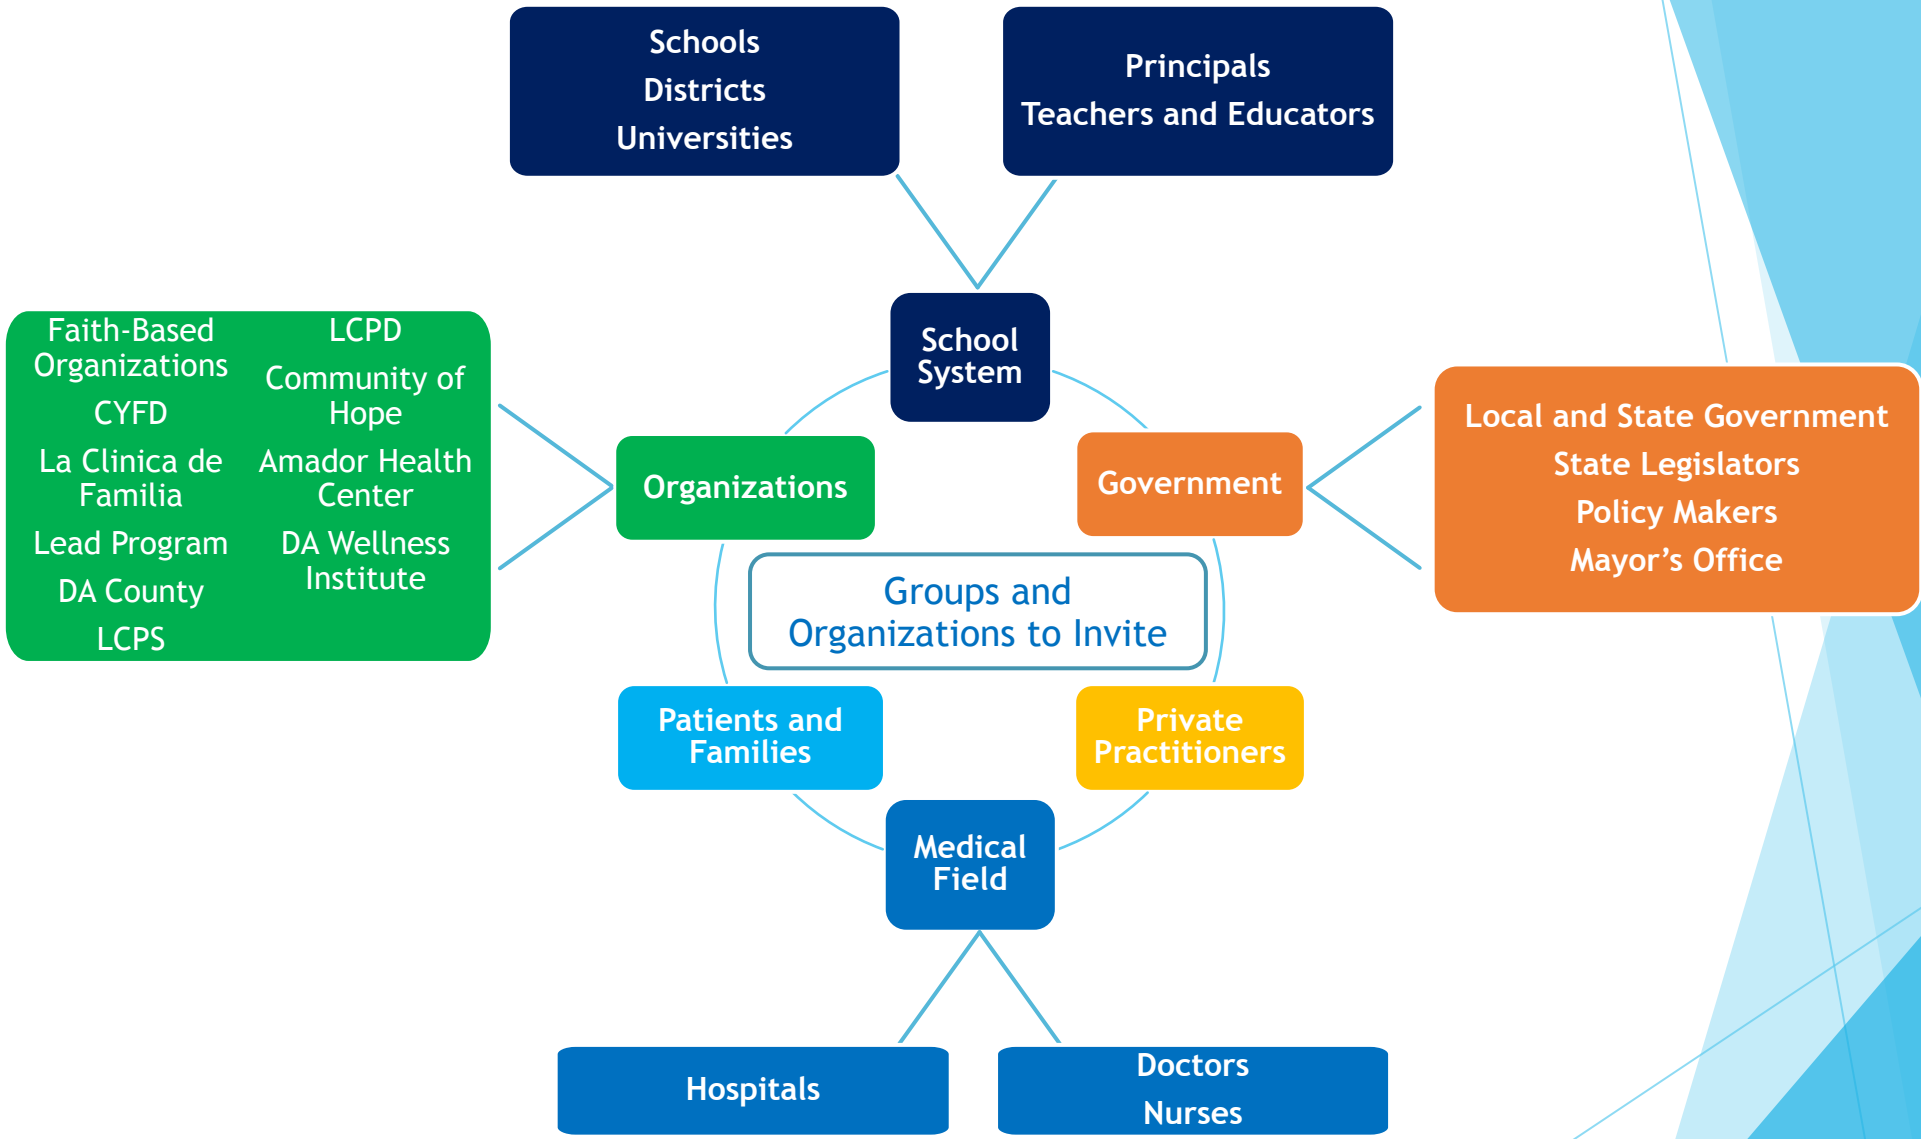 Schools
Districts
Universities
Principals
Teachers and Educators
School
System
Faith-Based
Organizations
CYFD
La Clinica de
Familia
Lead Program
DA County
LCPS
LCPD
Community of
Hope
Amador Health
Center
DA Wellness
Institute
Organizations
Government
Local and State Government
State Legislators
Policy Makers
Mayor’s Office
Groups and
Organizations to Invite
Patients and
Families
Private
Practitioners
Medical
Field
Hospitals
Doctors
Nurses